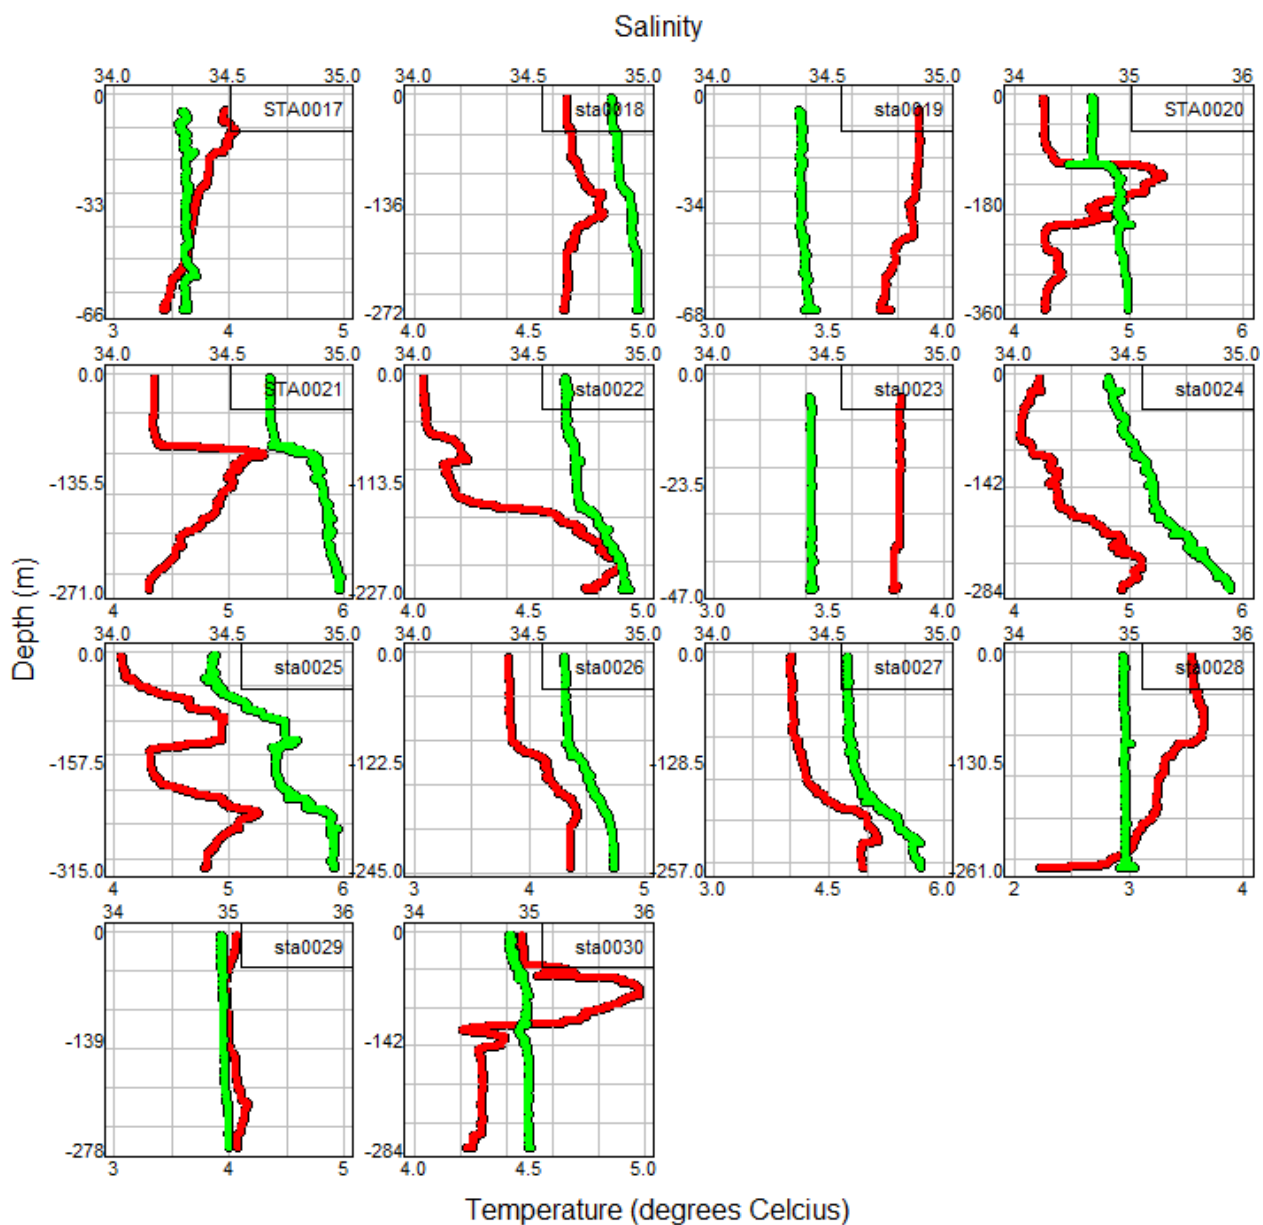 Salinity
34.0 34.5 35.0 34.0 34.5 35.0 34.0 34.5 35.0 34 35 36
0 STA0017 0 sta0018 0 sta0019 0 STA0020
-33 -136 -34 -180
-66 -272 -68 -360
3 4 5 4.0 4.5 5.0 3.0 3.5 4.0 4 5 6
34.0 34.5 35.0 34.0 34.5 35.0 34.0 34.5 35.0 34.0 34.5 35.0
0.0 STA0021 0.0 sta0022 0.0 sta0023 0 sta0024
-135.5 -113.5 -23.5 -142
-271.0 -227.0 -47.0 -284
4 5 6 4.0 4.5 5.0 3.0 3.5 4.0 4 5 6
34.0 34.5 35.0 34.0 34.5 35.0 34.0 34.5 35.0 34 35 36
0.0 sta0025 0.0 sta0026 0.0 sta0027 0.0 sta0028
-157.5 -122.5 -128.5 -130.5
-315.0 -245.0 -257.0 -261.0
4 5 6 3 4 5 3.0 4.5 6.0 2 3 4
34 35 36 34 35 36
0 sta0029 0 sta0030
-139 -142
-278 -284
3 4 5 4.0 4.5 5.0
Depth (m)
Temperature (degrees Celcius)